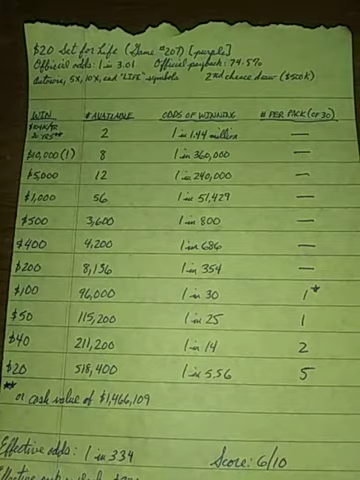 $20 Set for Life (Game #207) [purple]
Official odds: 1 in 3.01 Official payback: 74.5%
autowin, 5X, 10X, and "LIFE" symbols 2nd chance draw ($500K)
WIN # AVAILABLE ODDS OF WINNING # PER PACK (OF 30)
2 1 in 1.44 million —
$10,000 (1) 8 1 in 360,000 —
$5,000 12 1 in 240,000 —
$1,000 56 1 in 51,429 —
$500 3,600 1 in 800 —
$400 4,200 1 in 686 —
$200 8,136 1 in 354 —
$100 96,000 1 in 30 1*
$50 115,200 1 in 25 1
$40 211,200 1 in 14 2
$20 518,400 1 in 5.56 5
** or cash value of $1,466,109
Effective odds: 1 in 3.34 Score: 6/10